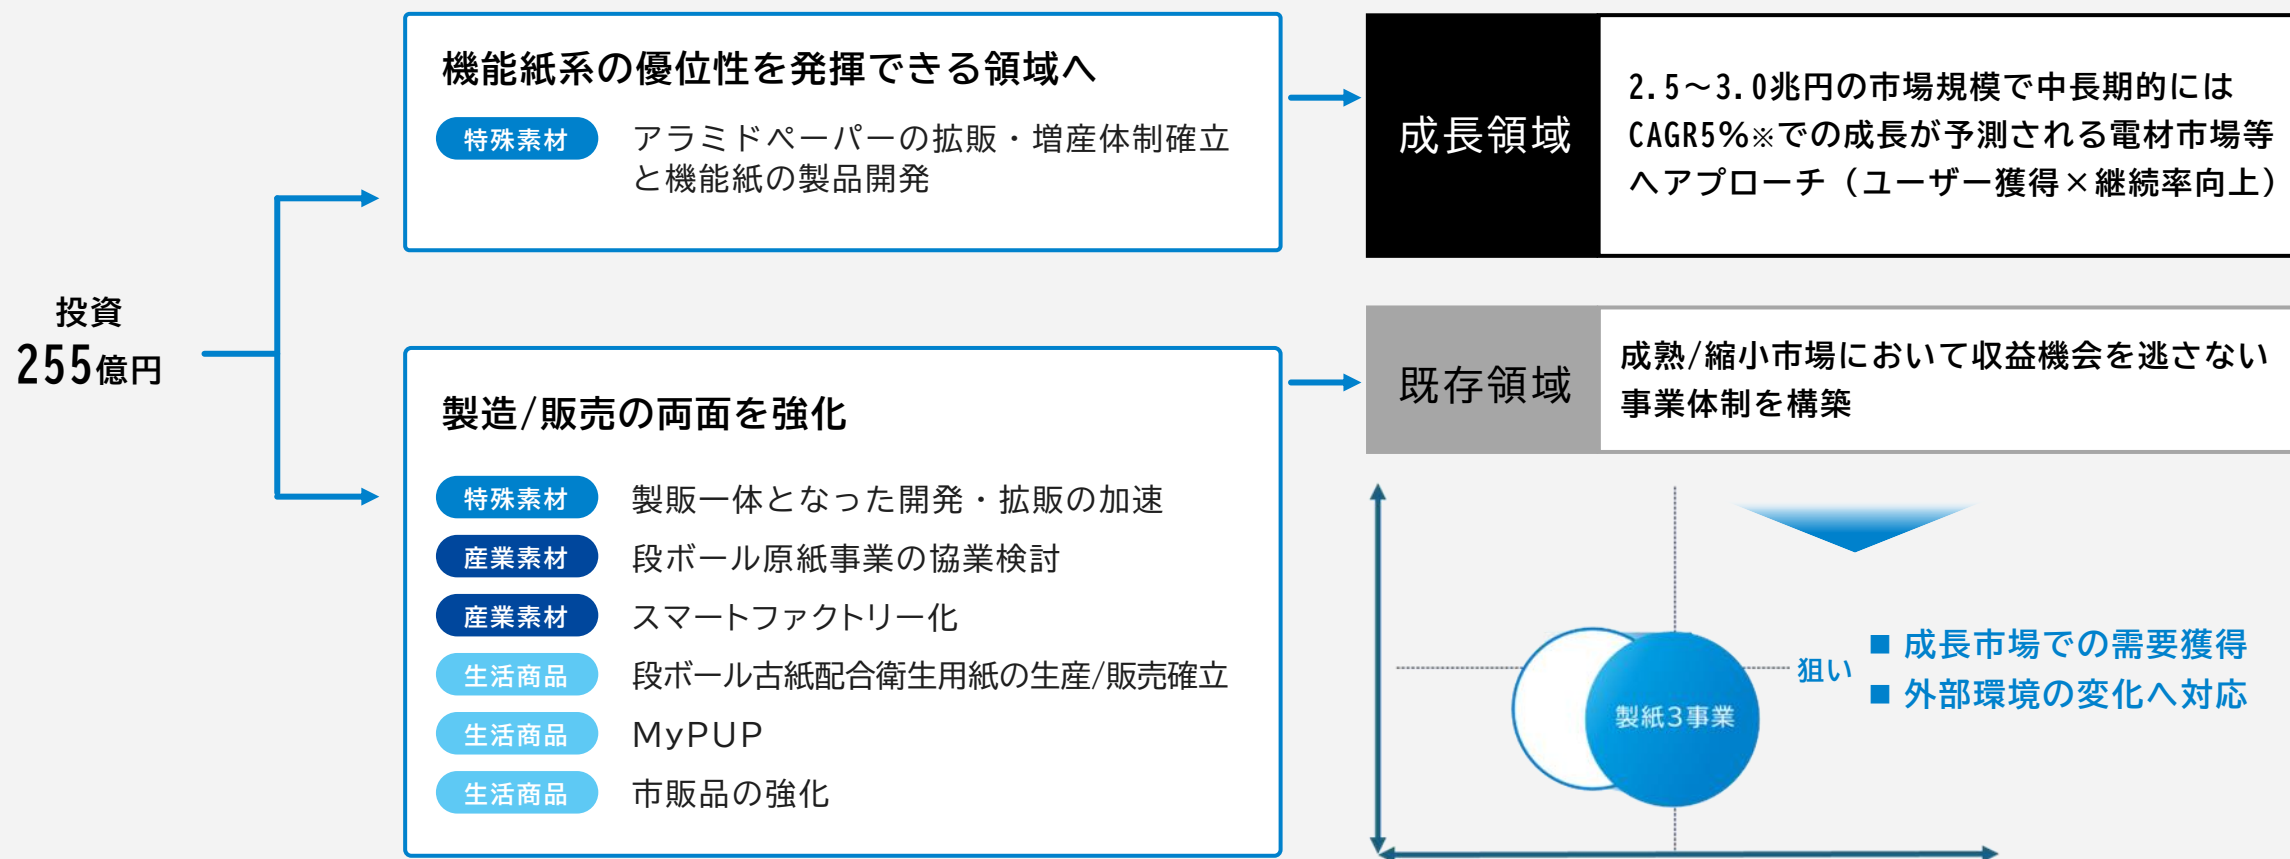 投資
255億円
機能紙系の優位性を発揮できる領域へ
特殊素材 アラミドペーパーの拡販・増産体制確立
と機能紙の製品開発
成長領域
2.5～3.0兆円の市場規模で中長期的には
CAGR5％※での成長が予測される電材市場等
へアプローチ（ユーザー獲得×継続率向上）
製造/販売の両面を強化
特殊素材 製販一体となった開発・拡販の加速
産業素材 段ボール原紙事業の協業検討
産業素材 スマートファクトリー化
生活商品 段ボール古紙配合衛生用紙の生産/販売確立
生活商品 MyPUP
生活商品 市販品の強化
既存領域
成熟/縮小市場において収益機会を逃さない
事業体制を構築
製紙３事業
狙い
■ 成長市場での需要獲得
■ 外部環境の変化へ対応